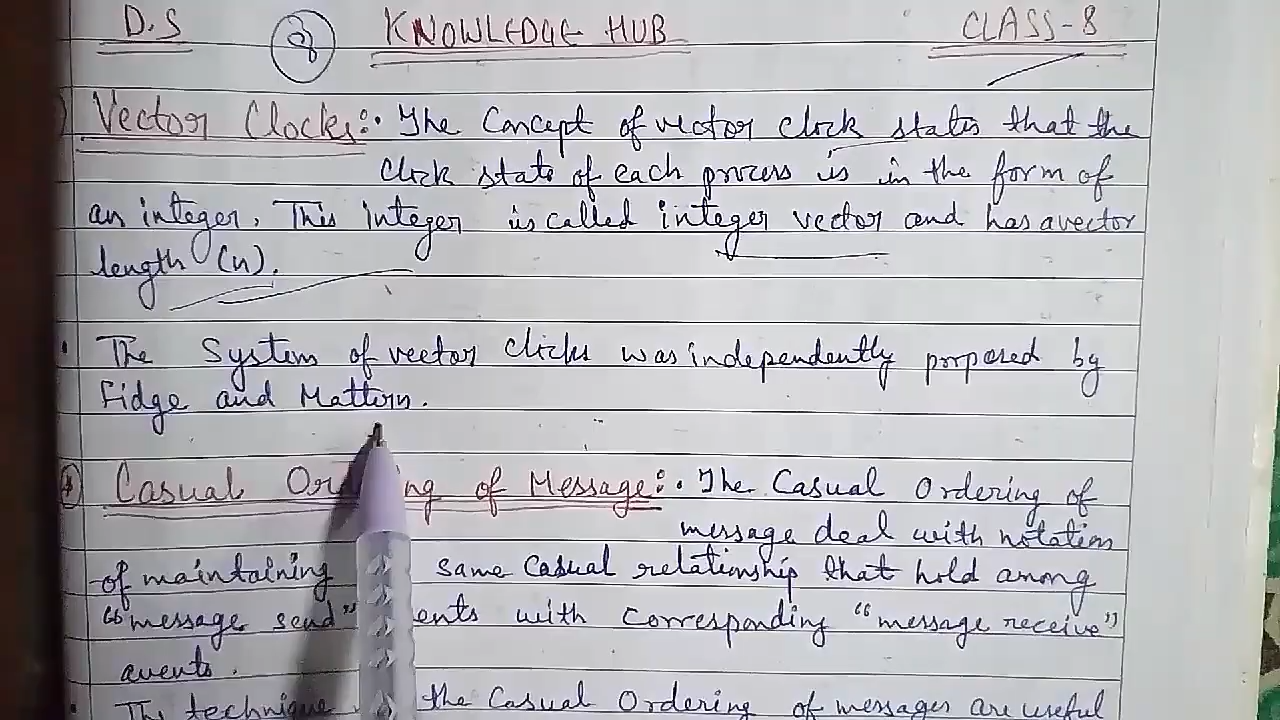 D.S KNOWLEDGE HUB CLASS-8
Vector Clocks:. The Concept of vector clock states that the
clock state of each process is in the form of
an integer. This integer is called integer vector and has a vector
length (n).
. The System of vector clicks was independently proposed by
Fidge and Mattern.
Casual Ordering of Message:. The Casual Ordering of
message deal with notation
of maintaining same Casual relationship that hold among
"message send" ents with corresponding "message receive"
events.
. The technique the Casual Ordering of messages are useful